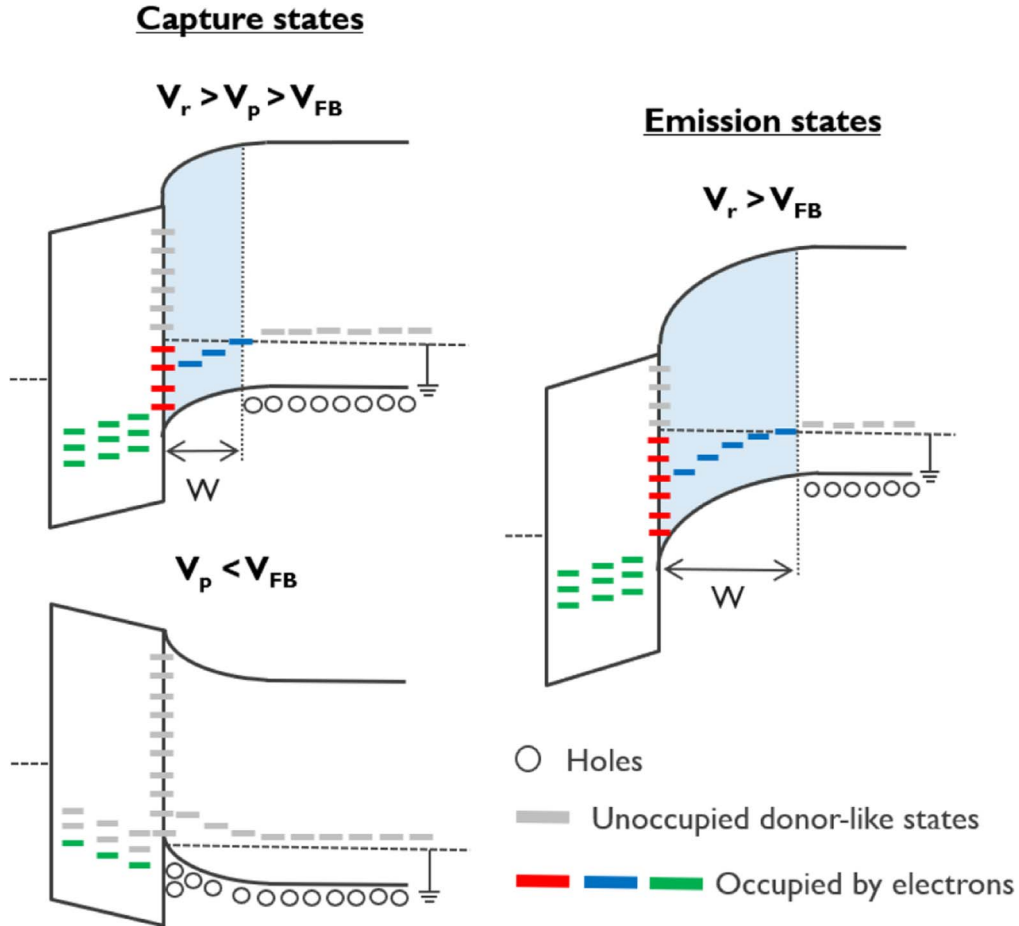 Capture states
Vr > Vp > VFB
W
Vp < VFB
Emission states
Vr > VFB
W
Holes
Unoccupied donor-like states
Occupied by electrons